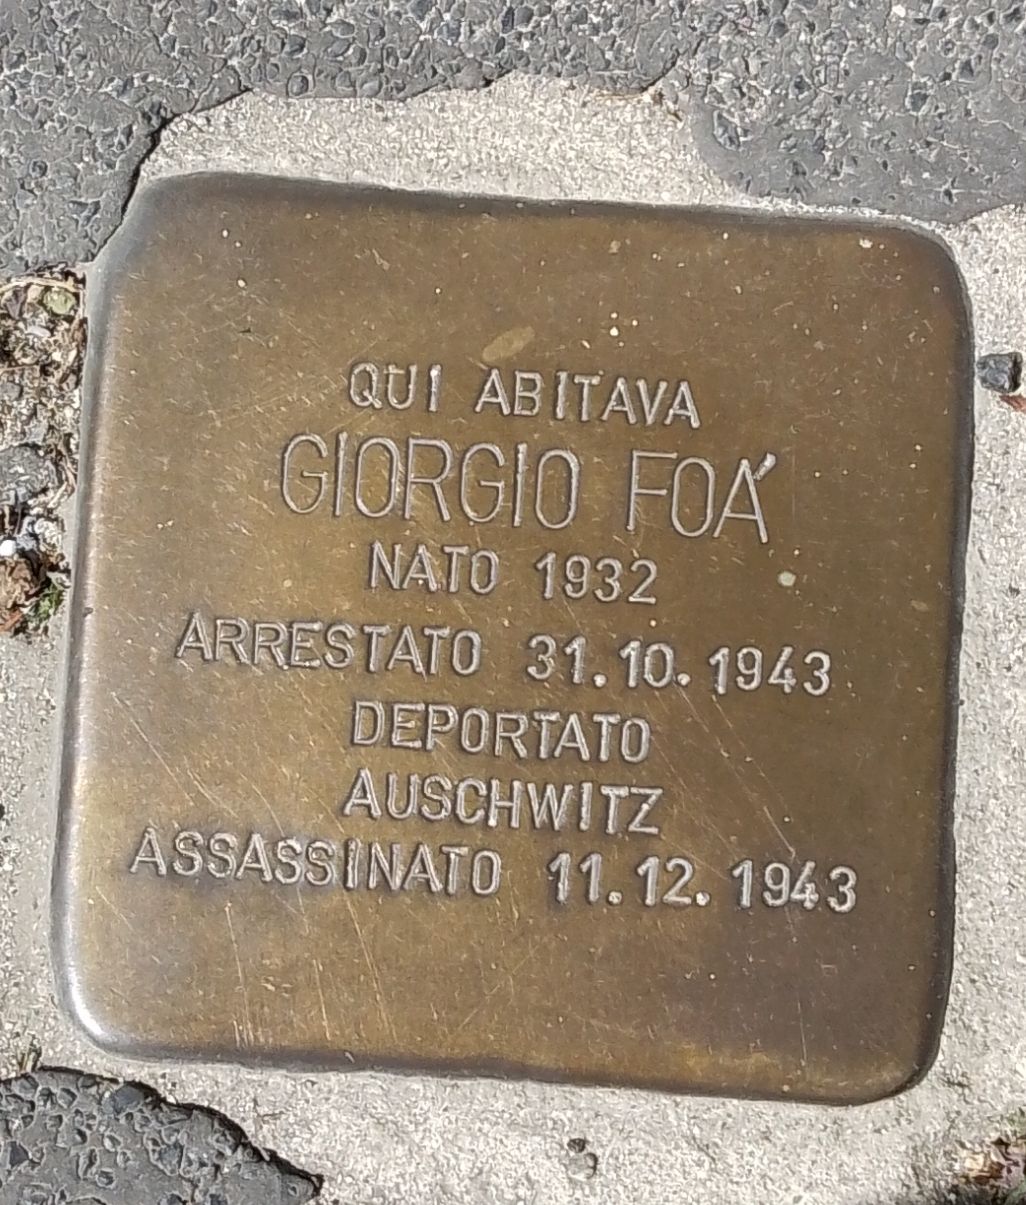 QUI ABITAVA
GIORGIO FOÁ
NATO 1932
ARRESTATO 31.10.1943
DEPORTATO
AUSCHWITZ
ASSASSINATO 11.12.1943